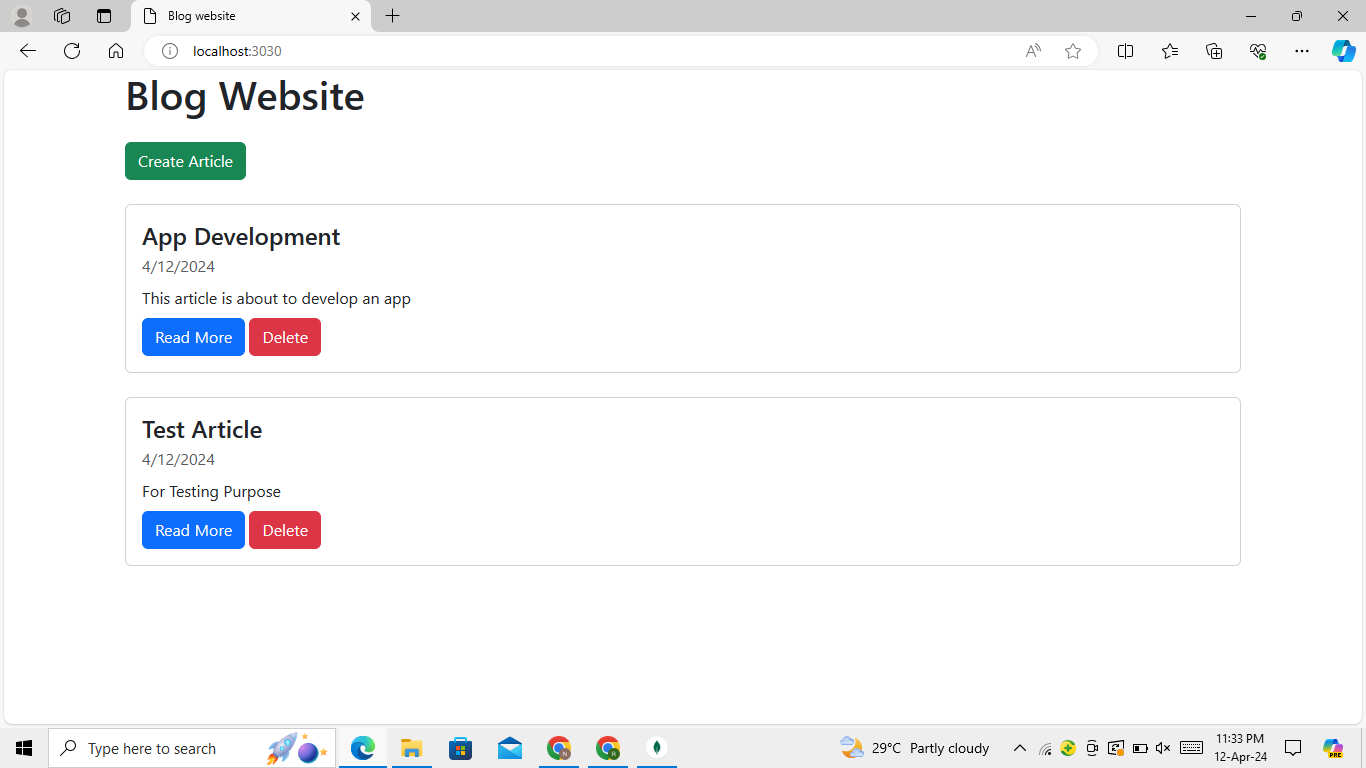 Blog website
localhost:3030
Blog Website
Create Article
App Development
4/12/2024
This article is about to develop an app
Read More Delete
Test Article
4/12/2024
For Testing Purpose
Read More Delete
Type here to search
29°C Partly cloudy
11:33 PM
12-Apr-24
PRE